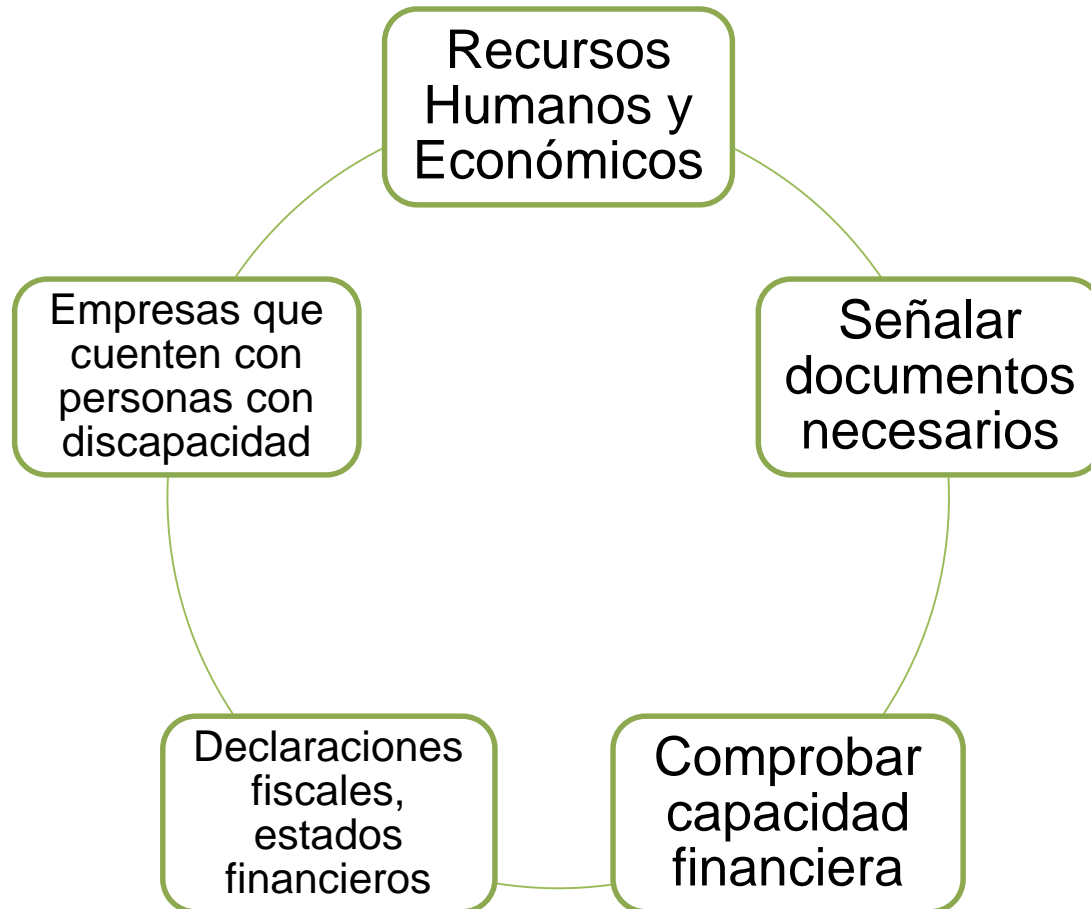 Recursos
Humanos y
Económicos
Señalar
documentos
necesarios
Comprobar
capacidad
financiera
Declaraciones
fiscales,
estados
financieros
Empresas que
cuenten con
personas con
discapacidad